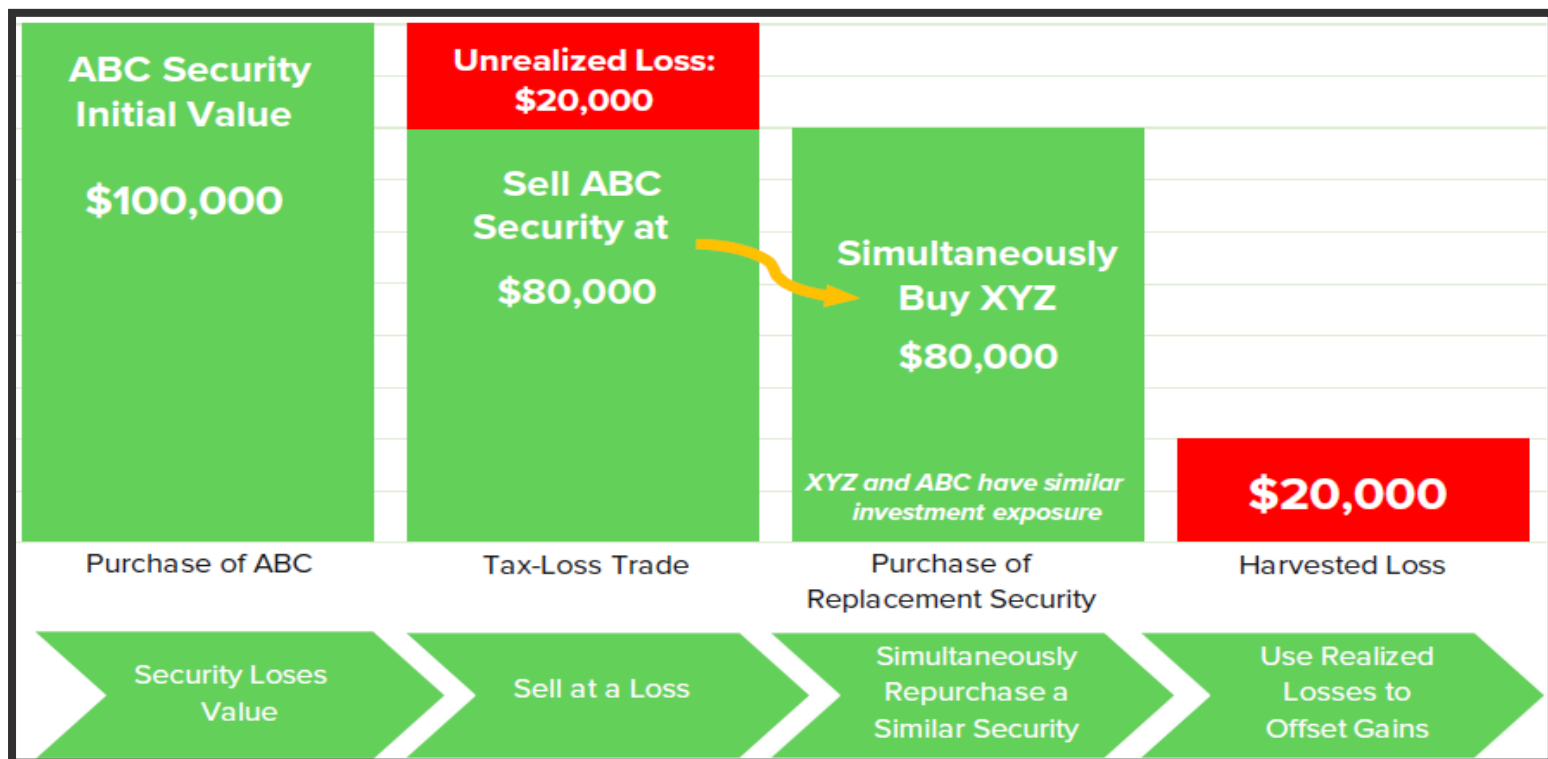 ABC Security
Initial Value
$100,000
Unrealized Loss:
$20,000
Sell ABC
Security at
$80,000
Simultaneously
Buy XYZ
$80,000
XYZ and ABC have similar
investment exposure
$20,000
Purchase of ABC
Tax-Loss Trade
Purchase of
Replacement Security
Harvested Loss
Security Loses
Value
Sell at a Loss
Simultaneously
Repurchase a
Similar Security
Use Realized
Losses to
Offset Gains